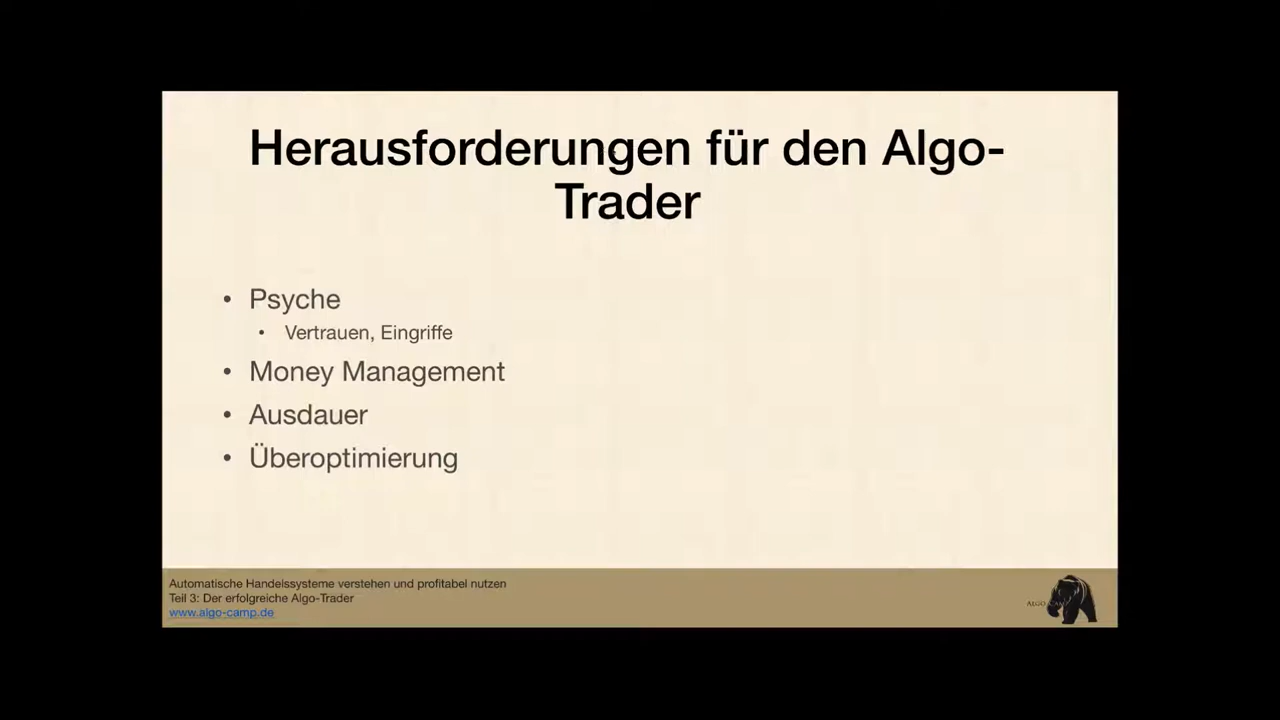 Herausforderungen für den Algo-
Trader
• Psyche
• Vertrauen, Eingriffe
• Money Management
• Ausdauer
• Überoptimierung
Automatische Handelssysteme verstehen und profitabel nutzen
Teil 3: Der erfolgreiche Algo-Trader
www.algo-camp.de
ALGO